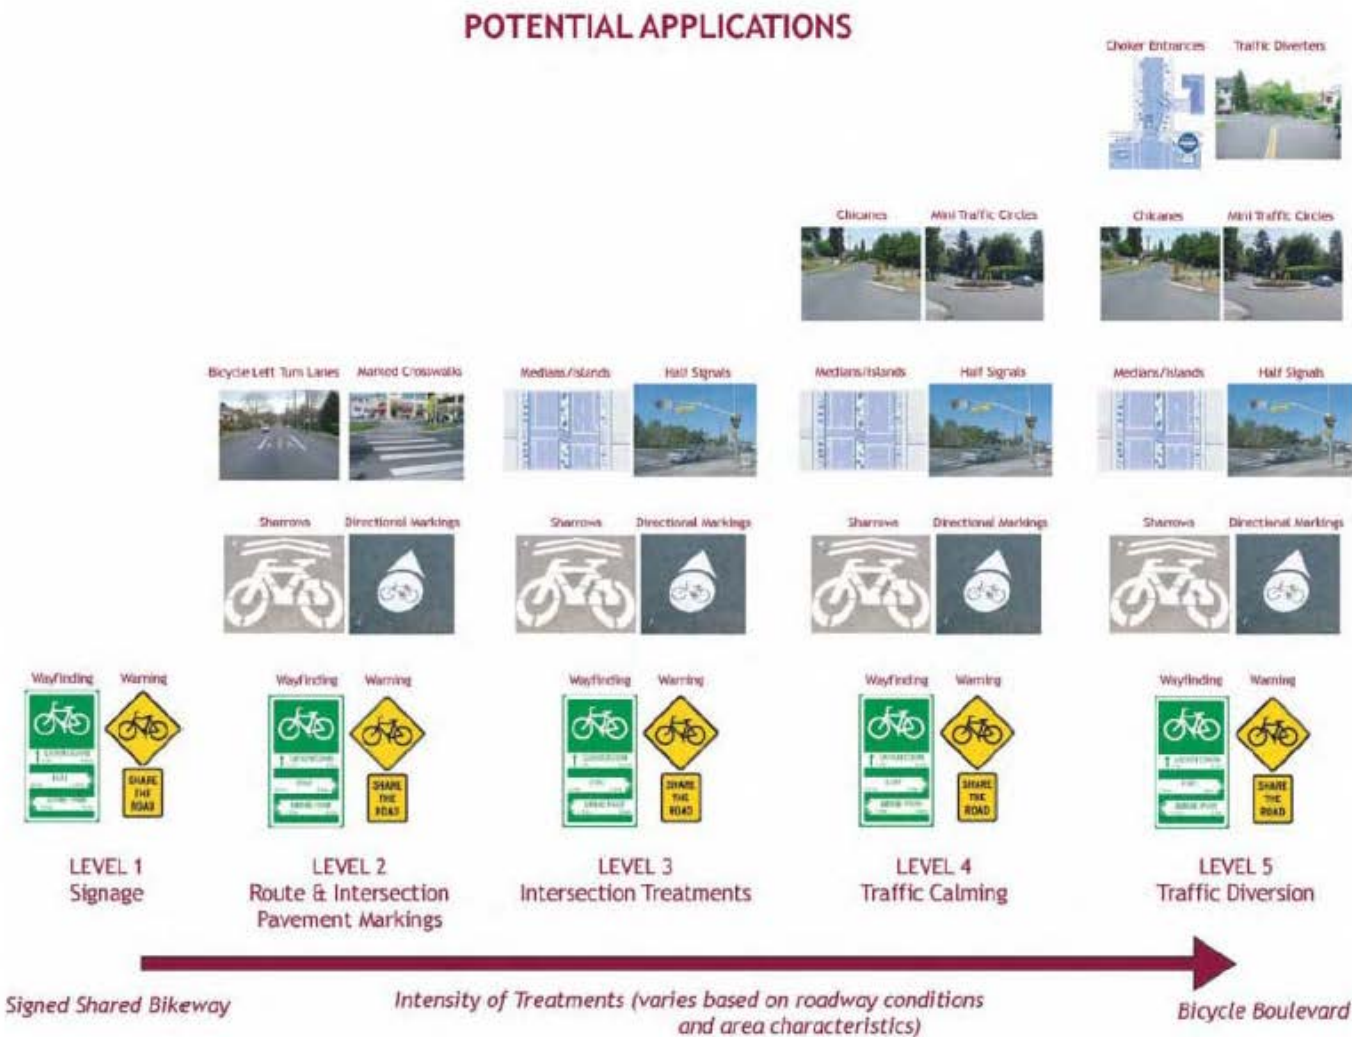 POTENTIAL APPLICATIONS
Choker Entrances Traffic Diverters
Chicanes Mini Traffic Circles Chicanes Mini Traffic Circles
Bicycle Left Turn Lanes Marked Crosswalks Medians/Islands Half Signals Medians/Islands Half Signals Medians/Islands Half Signals
Sharrows Directional Markings Sharrows Directional Markings Sharrows Directional Markings Sharrows Directional Markings
Wayfinding Warning Wayfinding Warning Wayfinding Warning Wayfinding Warning Wayfinding Warning
SHARE SHARE SHARE SHARE SHARE
THE THE THE THE THE
ROAD ROAD ROAD ROAD ROAD
LEVEL 1 LEVEL 2 LEVEL 3 LEVEL 4 LEVEL 5
Signage Route & Intersection Intersection Treatments Traffic Calming Traffic Diversion
Pavement Markings
Signed Shared Bikeway Intensity of Treatments (varies based on roadway conditions Bicycle Boulevard
and area characteristics)